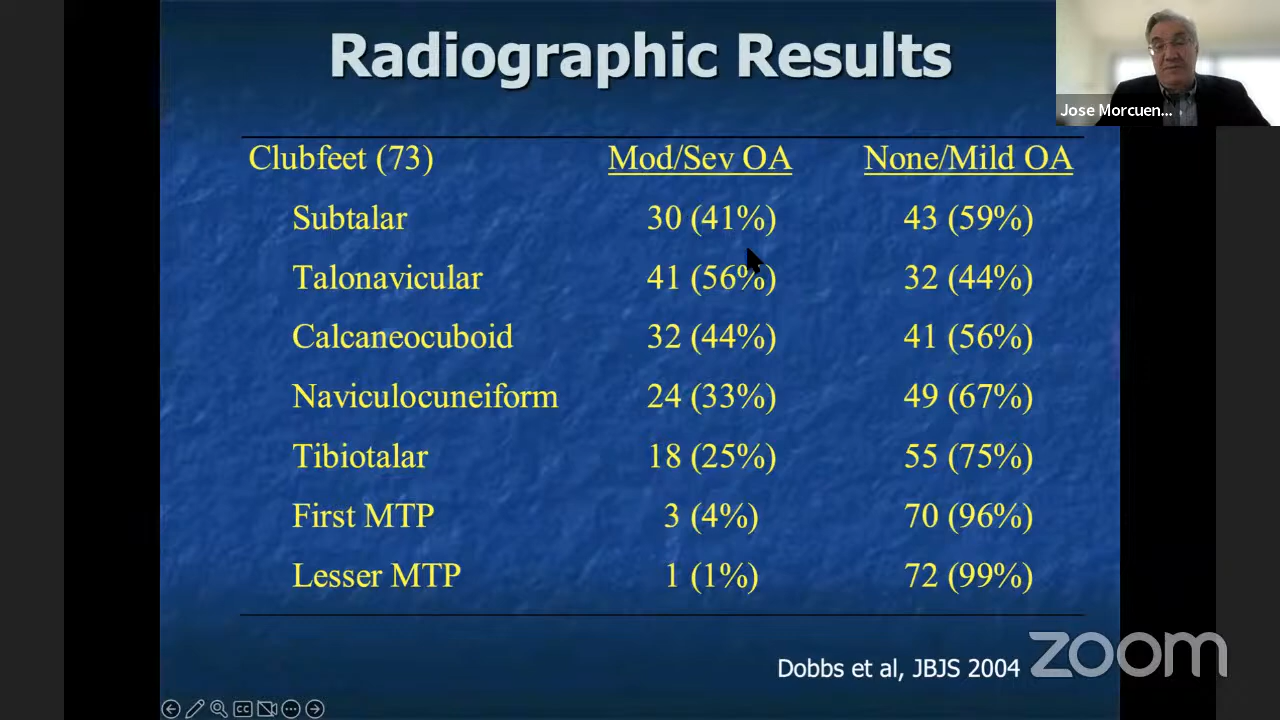 Radiographic Results
Jose Morcuen...
Clubfeet (73) Mod/Sev OA None/Mild OA
Subtalar 30 (41%) 43 (59%)
Talonavicular 41 (56%) 32 (44%)
Calcaneocuboid 32 (44%) 41 (56%)
Naviculocuneiform 24 (33%) 49 (67%)
Tibiotalar 18 (25%) 55 (75%)
First MTP 3 (4%) 70 (96%)
Lesser MTP 1 (1%) 72 (99%)
Dobbs et al, JBJS 2004
zoom
CC